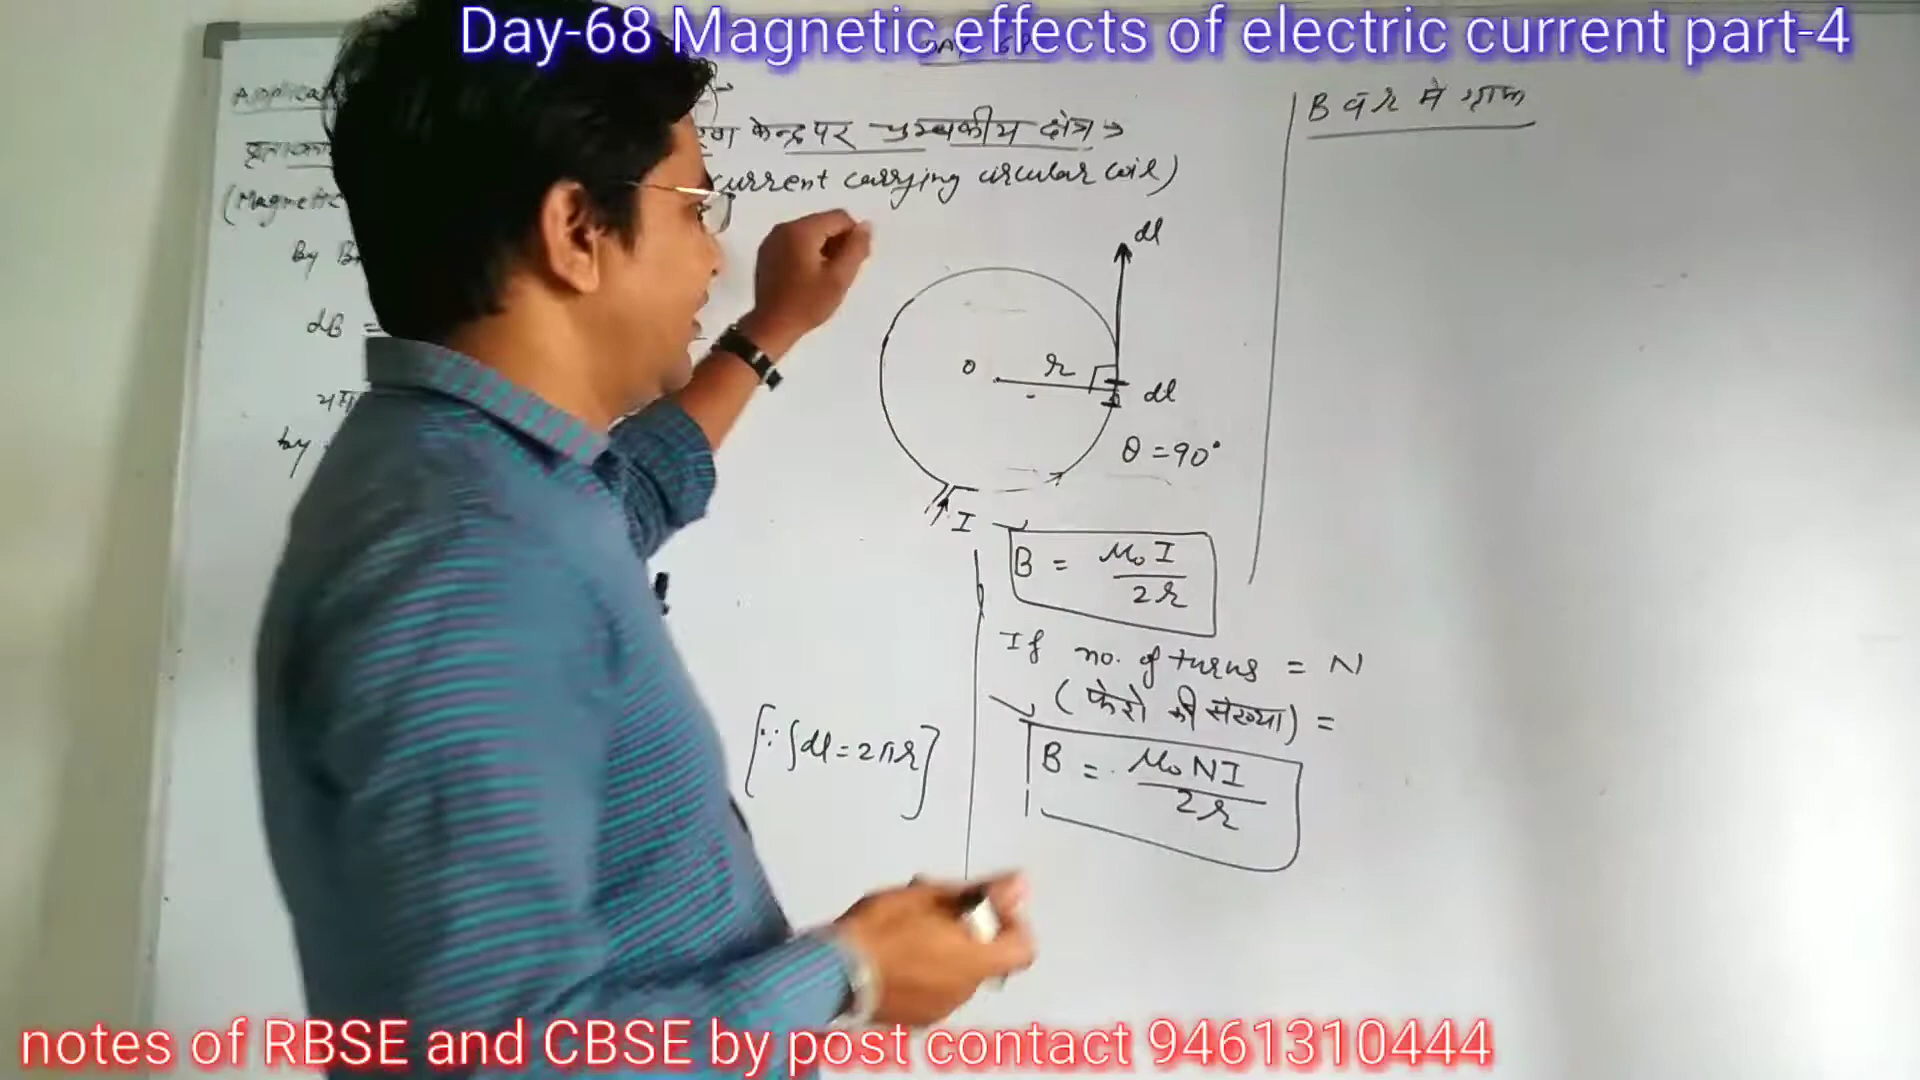 Day-68 Magnetic effects of electric current part-4
केन्द्र पर चुम्बकीय क्षेत्र →
(Magnetic
current carrying circular coil)
By
dB =
dl
O
r
dl
θ = 90°
I
B = μ₀I / 2r
If no. of turns = N
(फेरो की संख्या) =
[∵ ∫dl = 2πr]
B = μ₀NI / 2r
B व r में ग्राफ
notes of RBSE and CBSE by post contact 9461310444